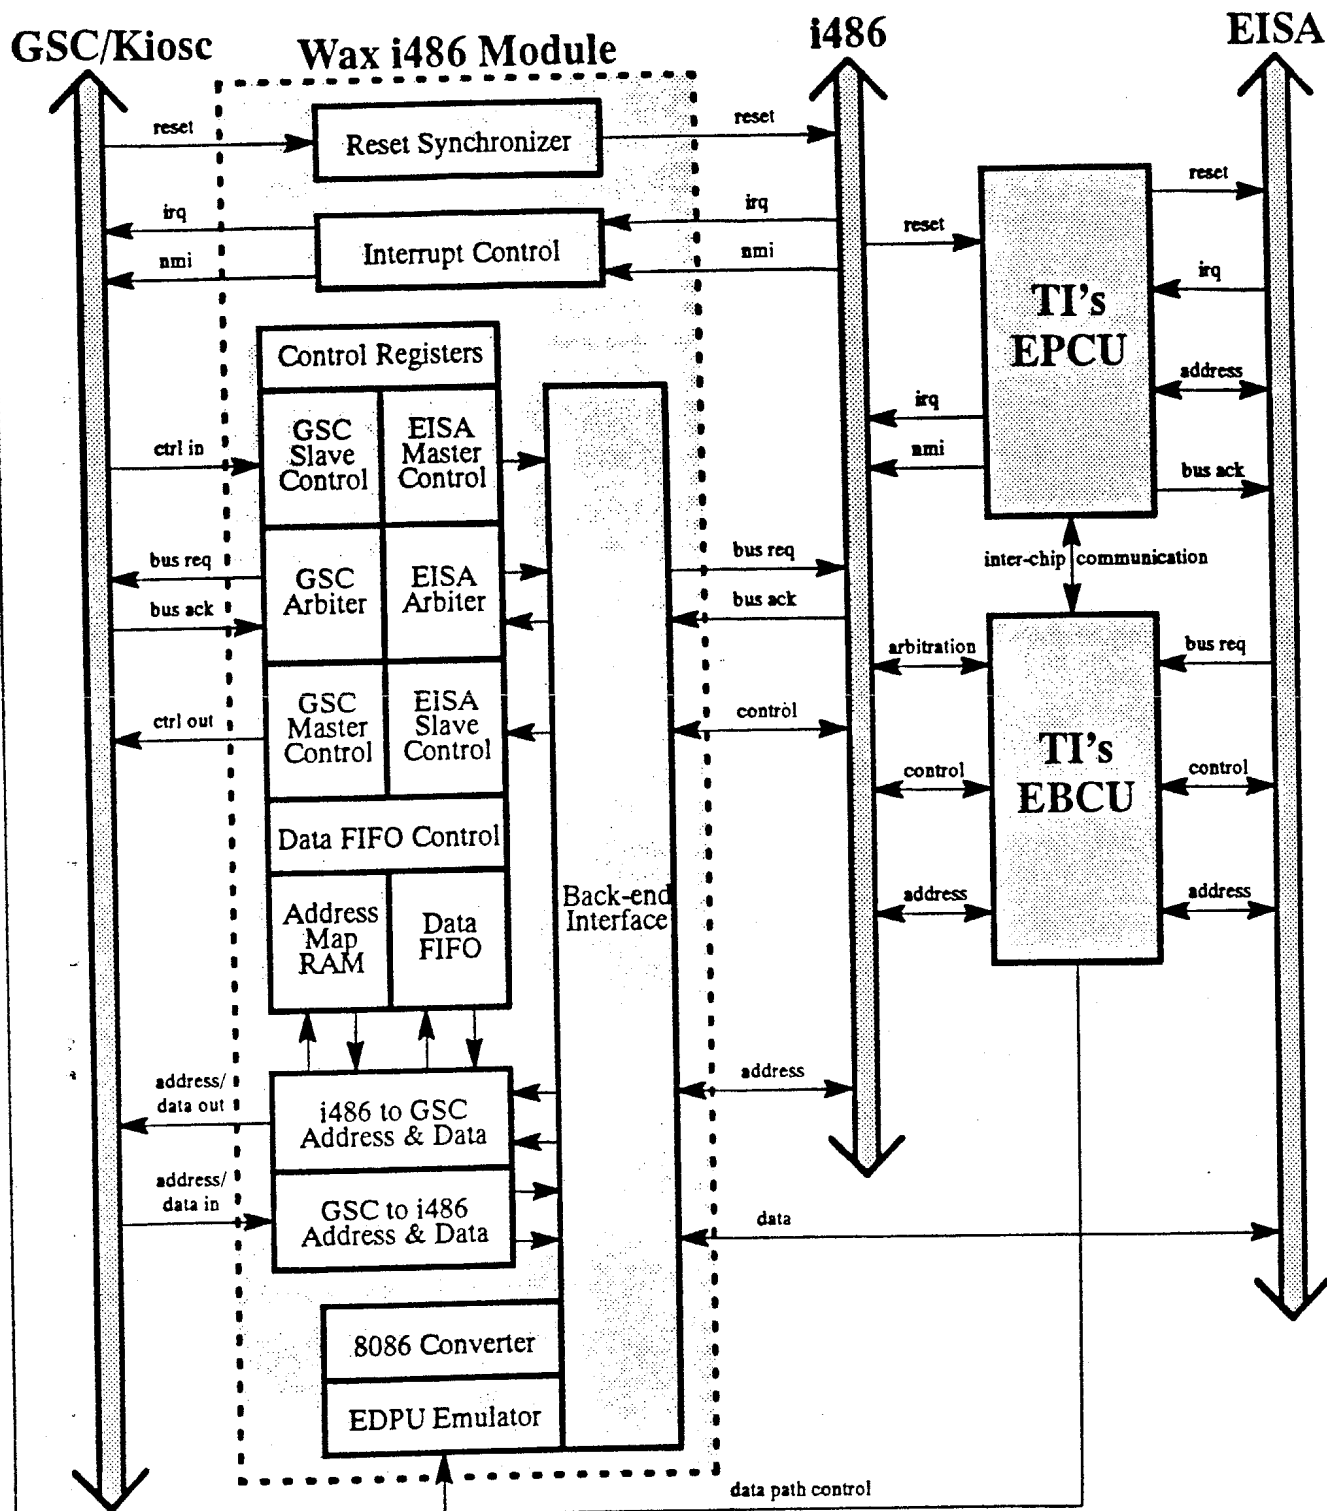 GSC/Kiosc
Wax i486 Module
i486
EISA
reset
Reset Synchronizer
reset
irq
nmi
Interrupt Control
irq
nmi
reset
reset
irq
TI's
EPCU
address
irq
nmi
bus ack
Control Registers
GSC
Slave
Control
EISA
Master
Control
ctrl in
bus req
bus ack
GSC
Arbiter
EISA
Arbiter
bus req
bus ack
inter-chip communication
arbitration
bus req
GSC
Master
Control
EISA
Slave
Control
ctrl out
control
TI's
EBCU
control
control
Data FIFO Control
Address
Map
RAM
Data
FIFO
Back-end
Interface
address
address
address/
data out
i486 to GSC
Address & Data
address
address/
data in
GSC to i486
Address & Data
data
8086 Converter
EDPU Emulator
data path control